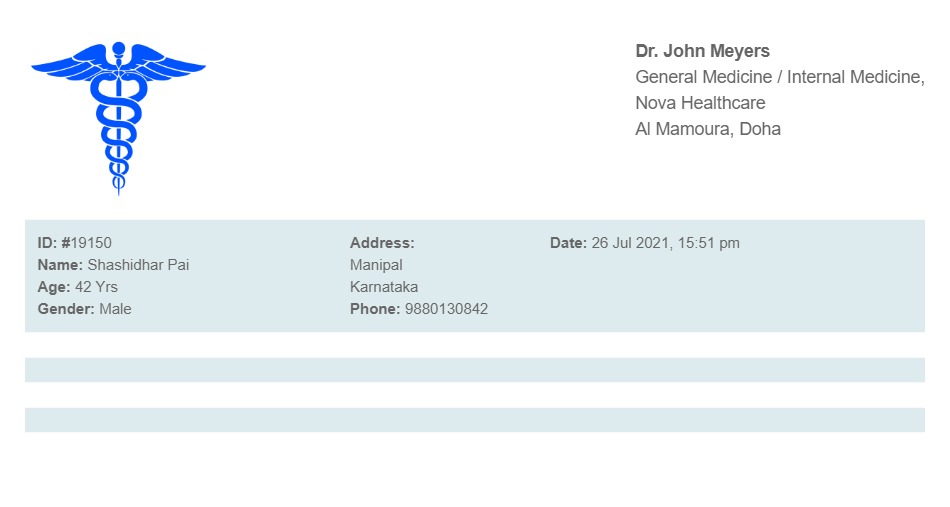 Dr. John Meyers
General Medicine / Internal Medicine,
Nova Healthcare
Al Mamoura, Doha
ID: #19150
Name: Shashidhar Pai
Age: 42 Yrs
Gender: Male
Address:
Manipal
Karnataka
Phone: 9880130842
Date: 26 Jul 2021, 15:51 pm